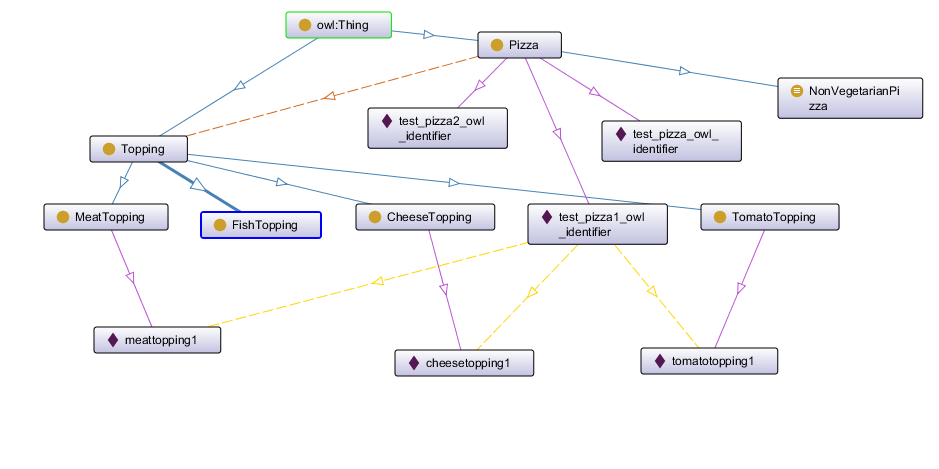 owl:Thing
Pizza
NonVegetarianPi
zza
test_pizza2_owl
_identifier
test_pizza_owl_
identifier
Topping
MeatTopping
FishTopping
CheeseTopping
test_pizza1_owl
_identifier
TomatoTopping
meattopping1
cheesetopping1
tomatotopping1